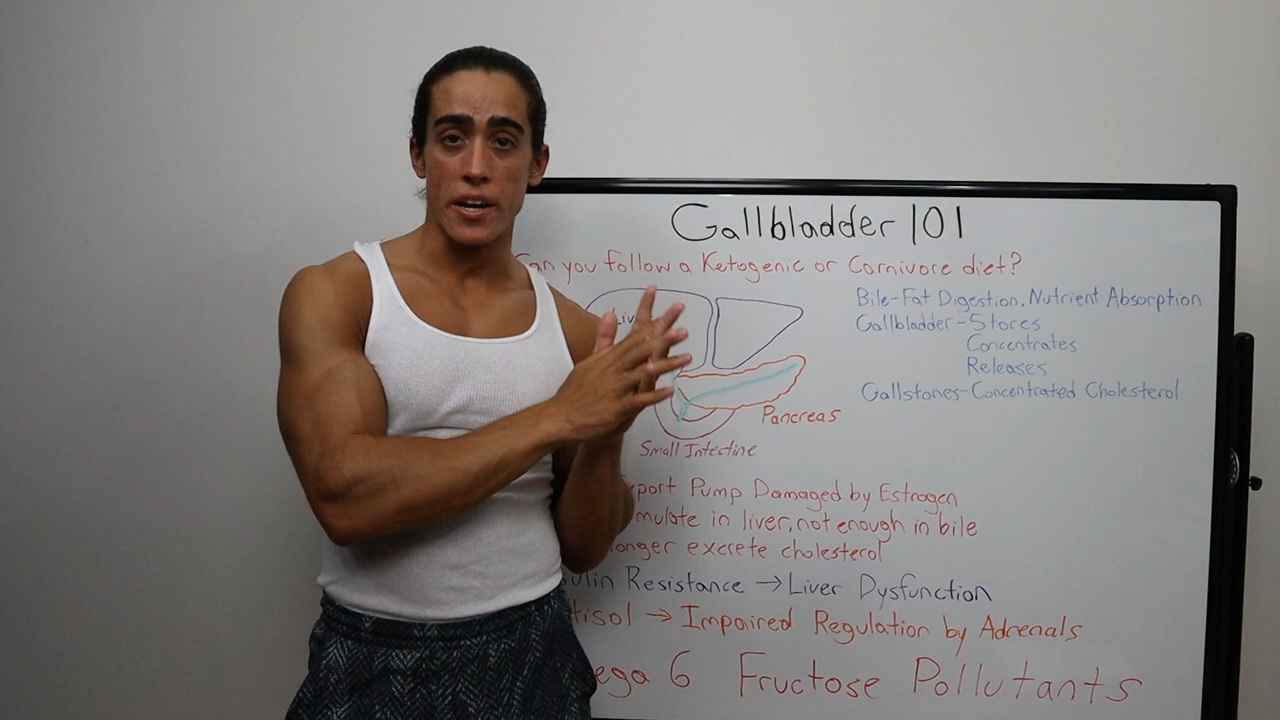 Gallbladder 101
Can you follow a Ketogenic or Carnivore diet?
Bile-Fat Digestion, Nutrient Absorption
Gallbladder-Stores
Concentrates
Releases
Gallstones-Concentrated Cholesterol
Liv
Pancreas
Small Intestine
port Pump Damaged by Estrogen
mulate in liver, not enough in bile
onger excrete cholesterol
ulin Resistance → Liver Dysfunction
tisol → Impaired Regulation by Adrenals
ega 6 Fructose Pollutants